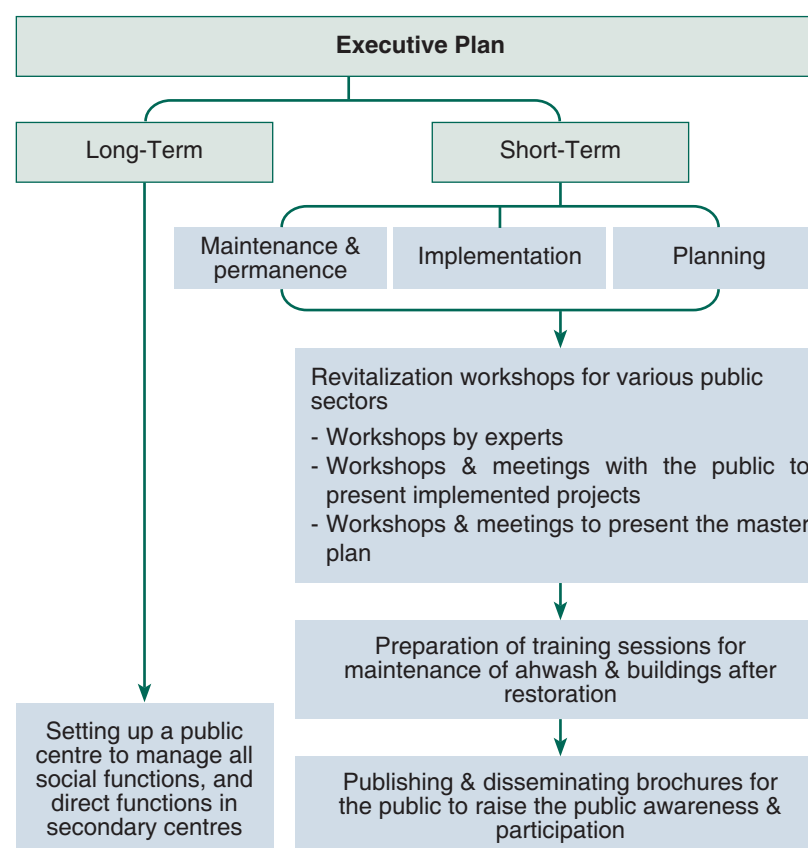 Executive Plan
Long-Term
Short-Term
Maintenance &
permanence
Implementation
Planning
Revitalization workshops for various public
sectors
- Workshops by experts
- Workshops & meetings with the public to
present implemented projects
- Workshops & meetings to present the master
plan
Preparation of training sessions for
maintenance of ahwash & buildings after
restoration
Setting up a public
centre to manage all
social functions, and
direct functions in
secondary centres
Publishing & disseminating brochures for
the public to raise the public awareness &
participation